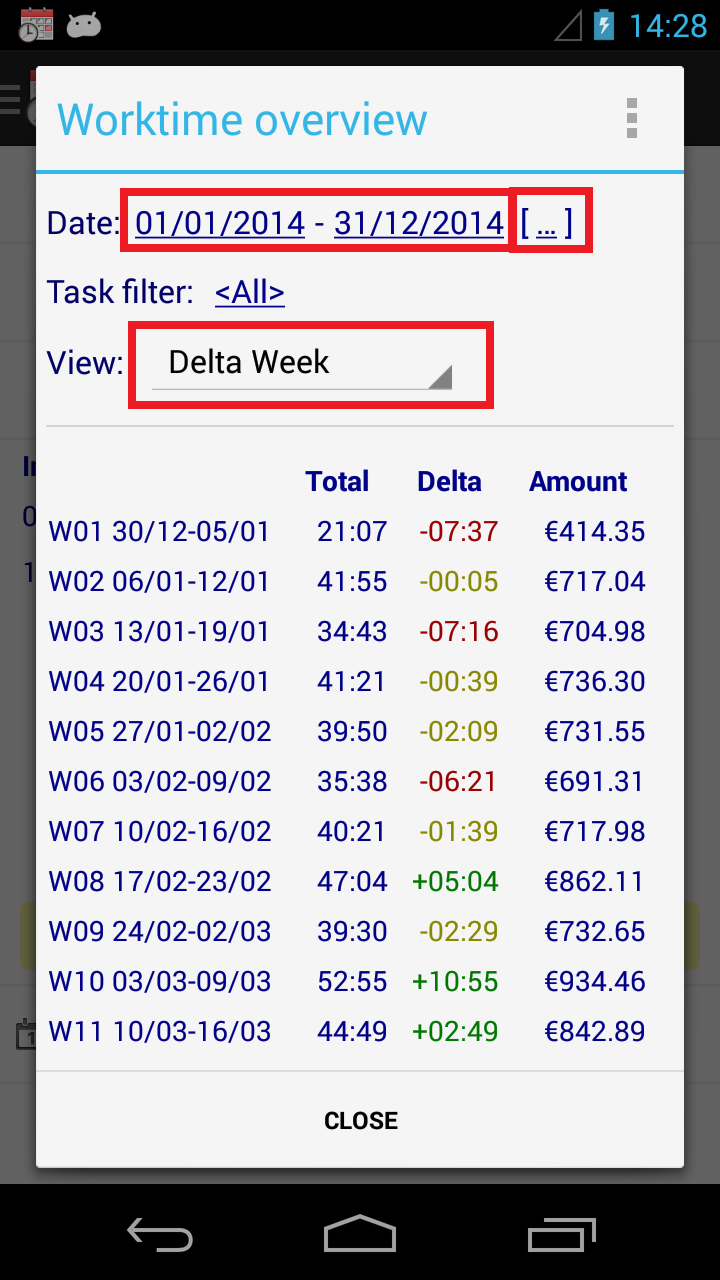 14:28
Worktime overview
Date: 01/01/2014 - 31/12/2014 [ ... ]
Task filter: <All>
View: Delta Week
Total Delta Amount
W01 30/12-05/01 21:07 -07:37 €414.35
W02 06/01-12/01 41:55 -00:05 €717.04
W03 13/01-19/01 34:43 -07:16 €704.98
W04 20/01-26/01 41:21 -00:39 €736.30
W05 27/01-02/02 39:50 -02:09 €731.55
W06 03/02-09/02 35:38 -06:21 €691.31
W07 10/02-16/02 40:21 -01:39 €717.98
W08 17/02-23/02 47:04 +05:04 €862.11
W09 24/02-02/03 39:30 -02:29 €732.65
W10 03/03-09/03 52:55 +10:55 €934.46
W11 10/03-16/03 44:49 +02:49 €842.89
CLOSE